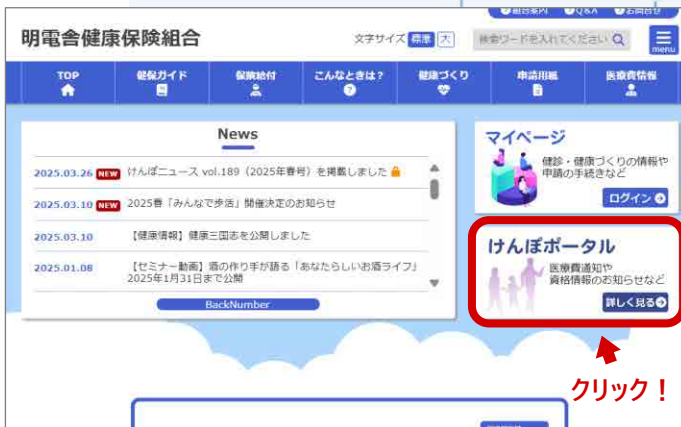 組合案内 Q&A お問合せ
明電舎健康保険組合
文字サイズ 標準 大
検索ワードを入れてください
menu
TOP
健保ガイド
保険給付
こんなときは?
健康づくり
申請用紙
医療費情報
News
2025.03.26 NEW けんぽニュース vol.189(2025年春号)を掲載しました
2025.03.10 NEW 2025春「みんなで歩活」開催決定のお知らせ
2025.03.10 【健康情報】健康三国志を公開しました
2025.01.08 【セミナー動画】酒の作り手が語る「あなたらしいお酒ライフ」
2025年1月31日まで公開
BackNumber
マイページ
健診・健康づくりの情報や
申請の手続きなど
ログイン
けんぽポータル
医療費通知や
資格情報のお知らせなど
詳しく見る
クリック!